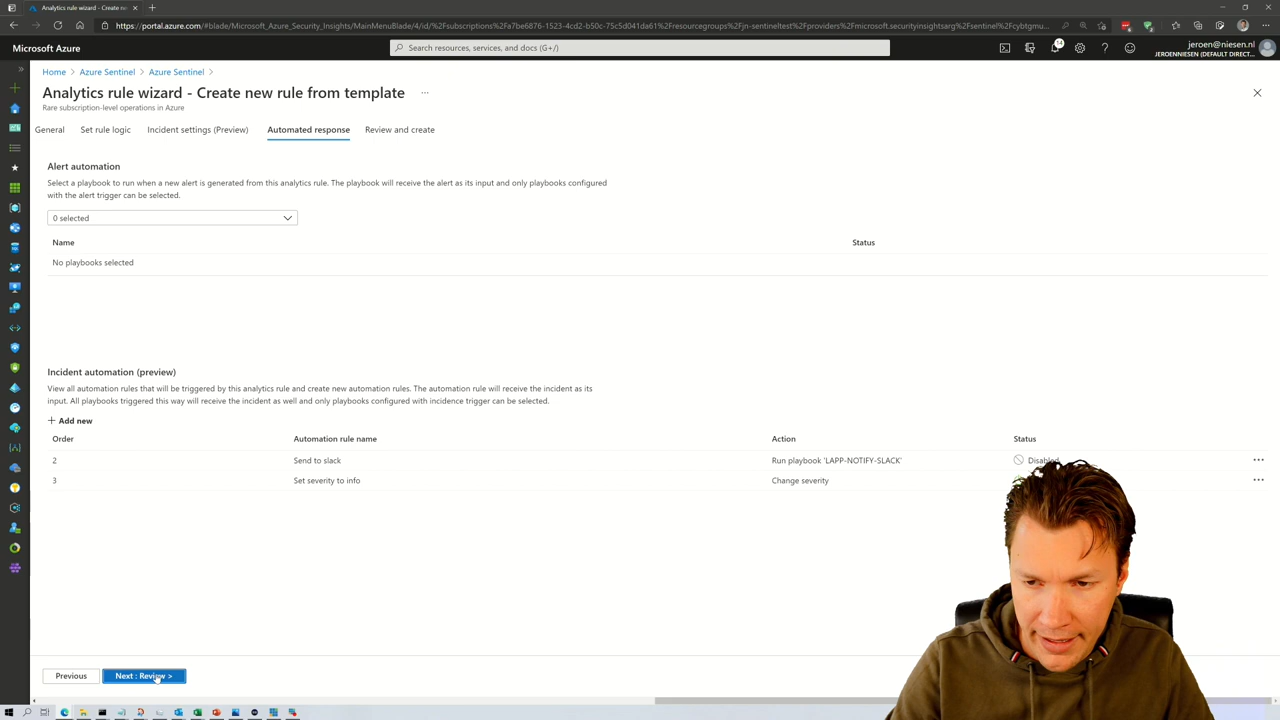 Analytics rule wizard - Create ne
https://portal.azure.com/#blade/Microsoft_Azure_Security_Insights/MainMenuBlade/4/id/%2Fsubscriptions%2Fa7be6876-1523-4cd2-b50c-75c5d041da61%2Fresourcegroups%2Fjn-sentineltest%2Fproviders%2Fmicrosoft.securityinsightsarg%2Fsentinel%2Fcybtgmu...
Microsoft Azure
Search resources, services, and docs (G+/)
14
jeroen@niesen.nl
JEROENNIESEN (DEFAULT DIRECT...
Home > Azure Sentinel > Azure Sentinel >
Analytics rule wizard - Create new rule from template ...
Rare subscription-level operations in Azure
General Set rule logic Incident settings (Preview) Automated response Review and create
Alert automation
Select a playbook to run when a new alert is generated from this analytics rule. The playbook will receive the alert as its input and only playbooks configured
with the alert trigger can be selected.
0 selected
Name Status
No playbooks selected
Incident automation (preview)
View all automation rules that will be triggered by this analytics rule and create new automation rules. The automation rule will receive the incident as its
input. All playbooks triggered this way will receive the incident as well and only playbooks configured with incidence trigger can be selected.
+ Add new
Order Automation rule name Action Status
2 Send to slack Run playbook 'LAPP-NOTIFY-SLACK' Disabled ...
3 Set severity to info Change severity ...
Previous Next : Review >